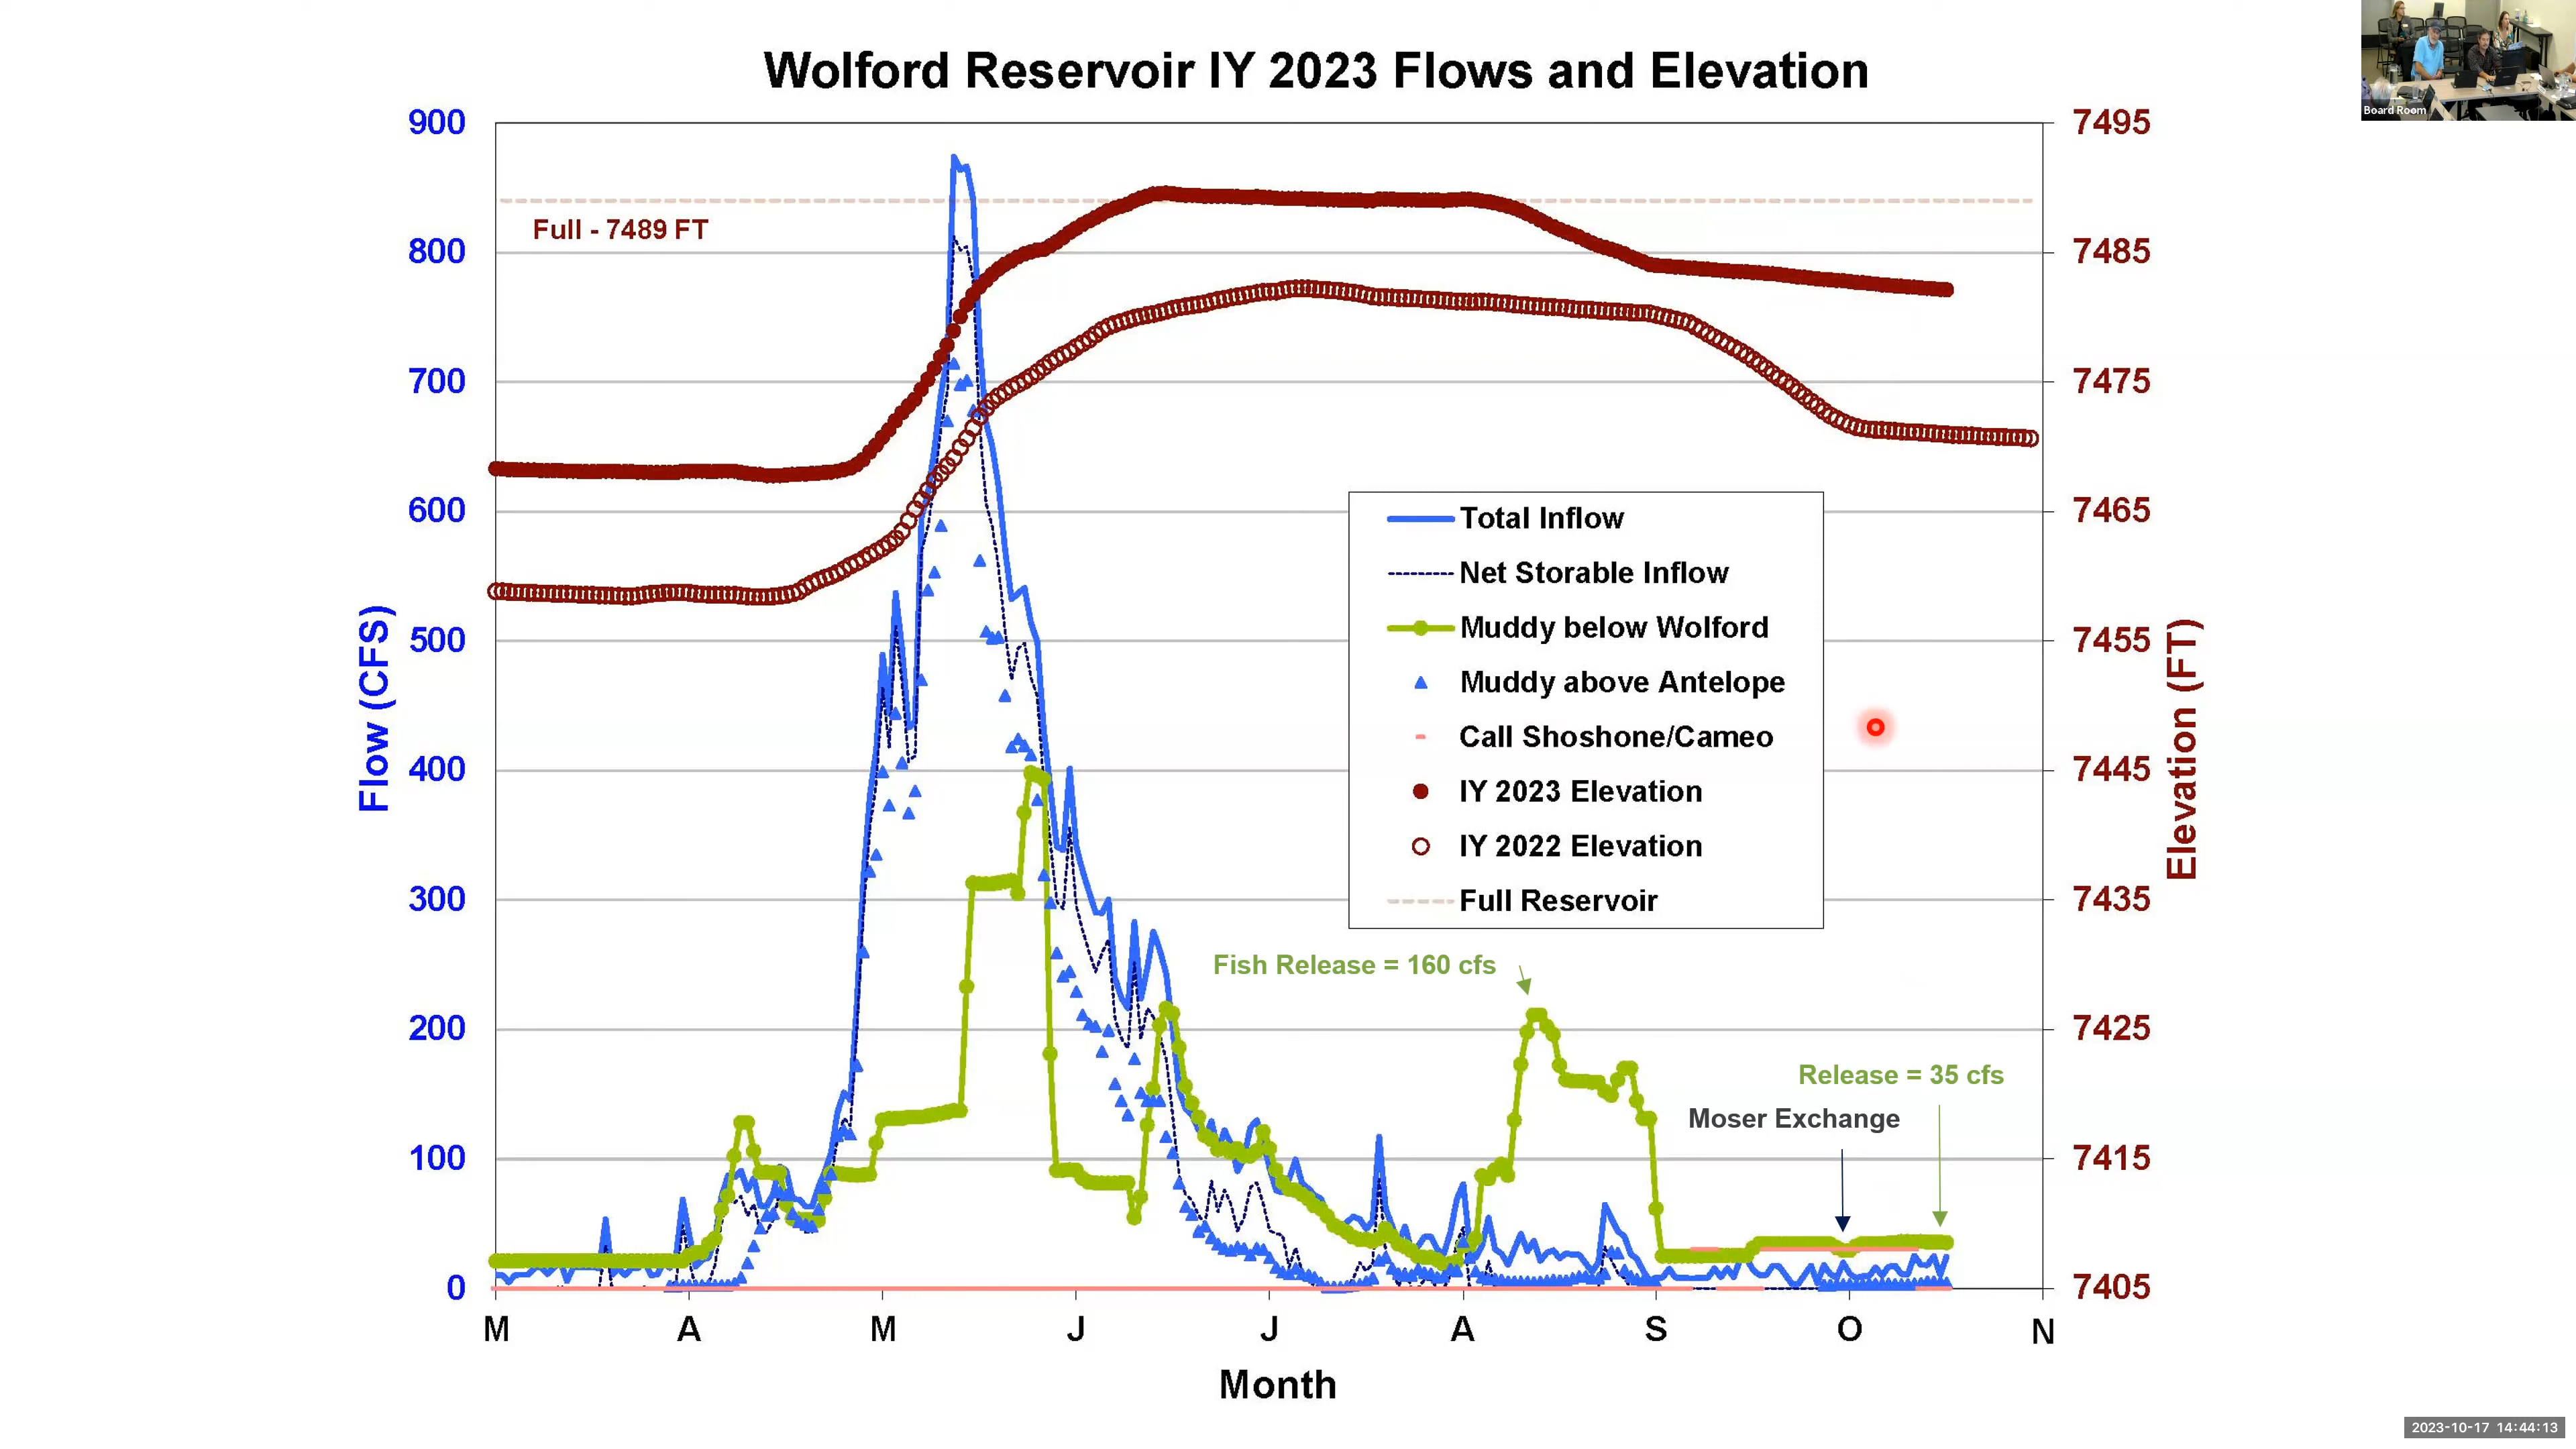 Wolford Reservoir IY 2023 Flows and Elevation
Board Room
900
800
700
600
500
400
300
200
100
0
Flow (CFS)
7495
7485
7475
7465
7455
7445
7435
7425
7415
7405
Elevation (FT)
Full - 7489 FT
Total Inflow
Net Storable Inflow
Muddy below Wolford
Muddy above Antelope
Call Shoshone/Cameo
IY 2023 Elevation
IY 2022 Elevation
Full Reservoir
Fish Release = 160 cfs
Release = 35 cfs
Moser Exchange
M A M J J A S O N
Month
2023-10-17 14:44:13